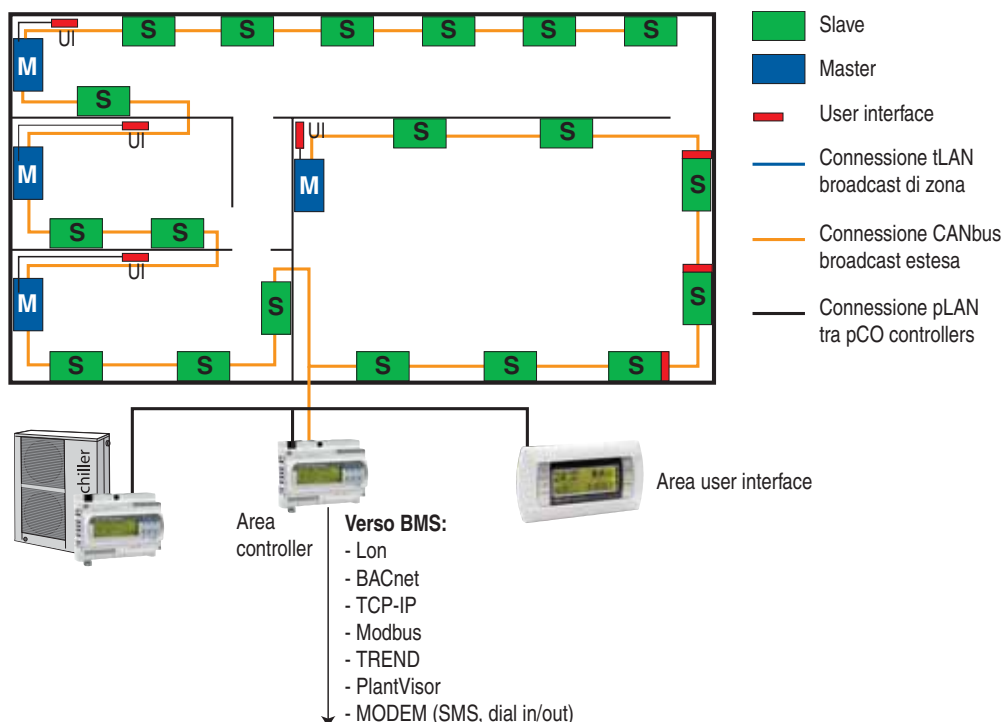 UI
S
S
S
S
S
S
M
S
UI
M
S
S
UI
M
S
S
S
UI
M
S
S
S
S
S
S
S
Slave
Master
User interface
Connessione tLAN
broadcast di zona
Connessione CANbus
broadcast estesa
Connessione pLAN
tra pCO controllers
chiller
Area
controller
Area user interface
Verso BMS:
- Lon
- BACnet
- TCP-IP
- Modbus
- TREND
- PlantVisor
- MODEM (SMS, dial in/out)